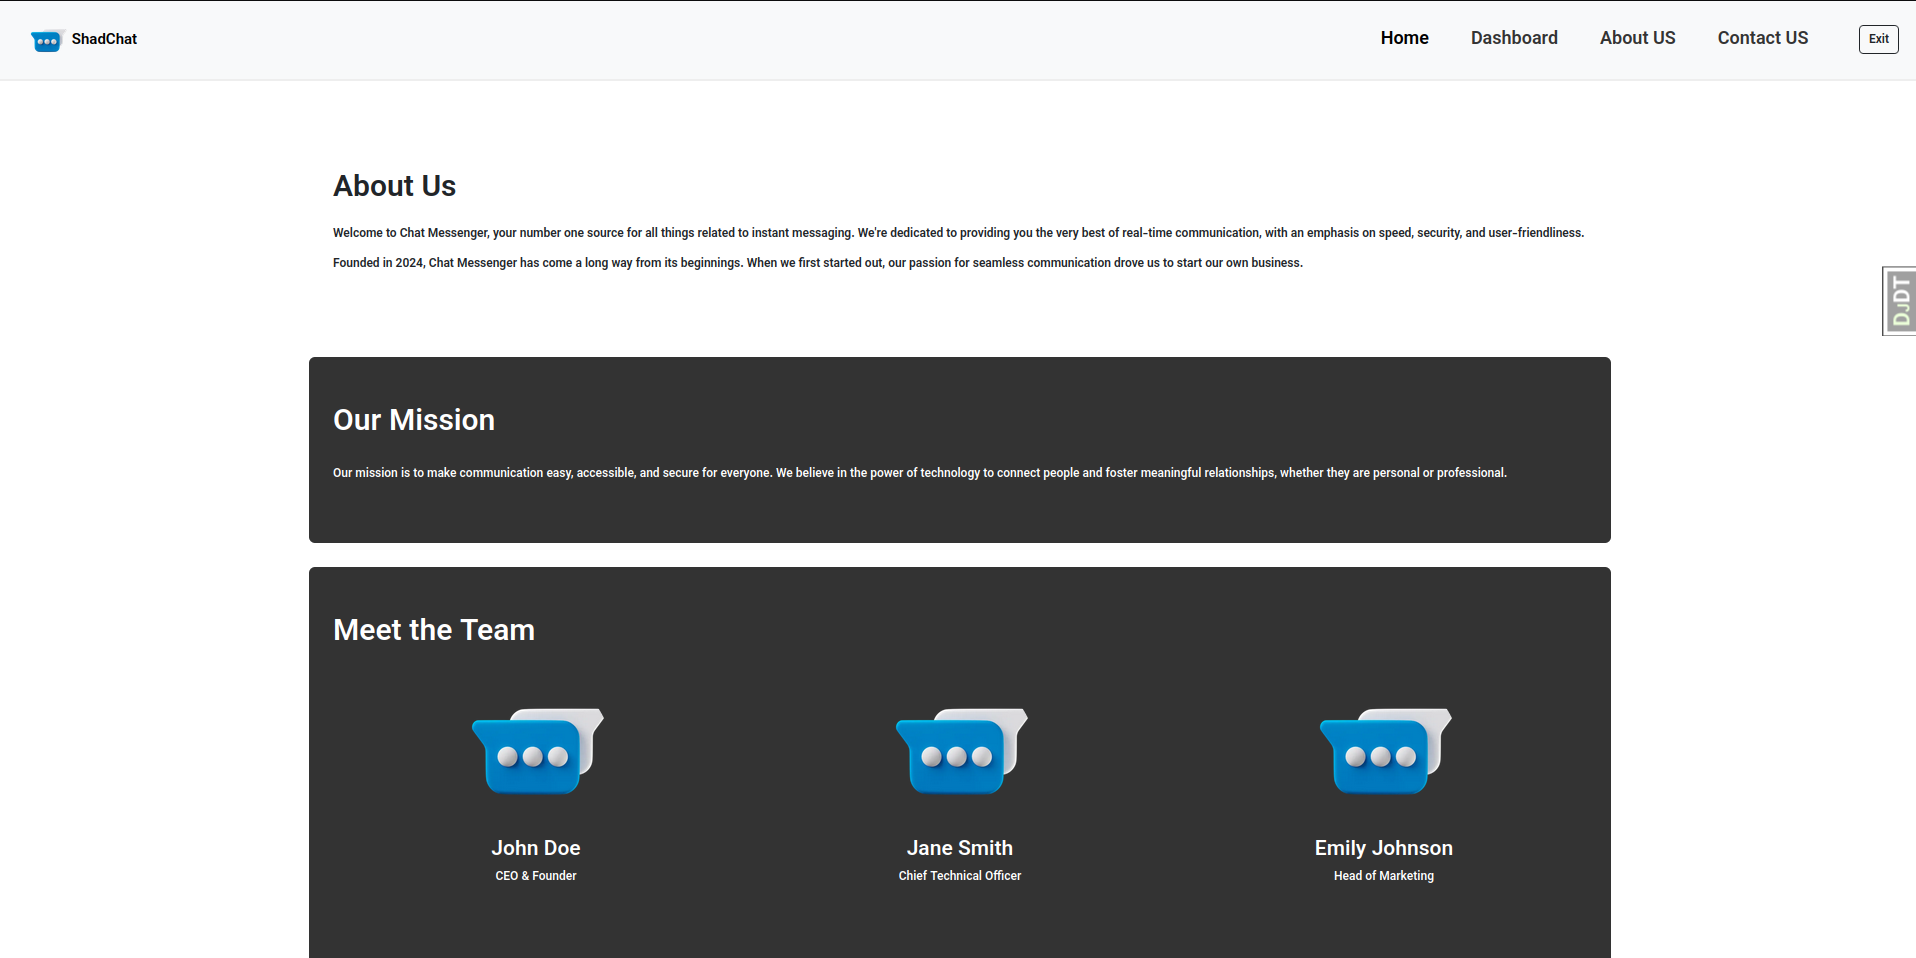 ShadChat
Home
Dashboard
About US
Contact US
Exit
About Us
Welcome to Chat Messenger, your number one source for all things related to instant messaging. We're dedicated to providing you the very best of real-time communication, with an emphasis on speed, security, and user-friendliness.
Founded in 2024, Chat Messenger has come a long way from its beginnings. When we first started out, our passion for seamless communication drove us to start our own business.
DJDT
Our Mission
Our mission is to make communication easy, accessible, and secure for everyone. We believe in the power of technology to connect people and foster meaningful relationships, whether they are personal or professional.
Meet the Team
John Doe
CEO & Founder
Jane Smith
Chief Technical Officer
Emily Johnson
Head of Marketing